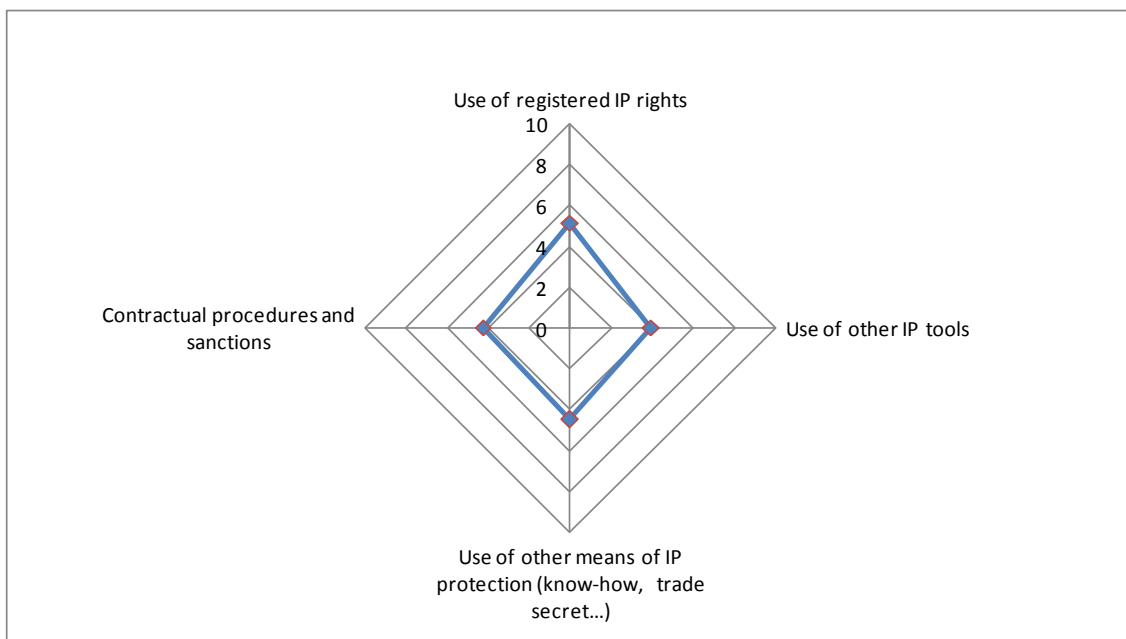 Use of registered IP rights
10
8
6
4
2
0
Contractual procedures and
sanctions
Use of other IP tools
Use of other means of IP
protection (know-how, trade
secret...)